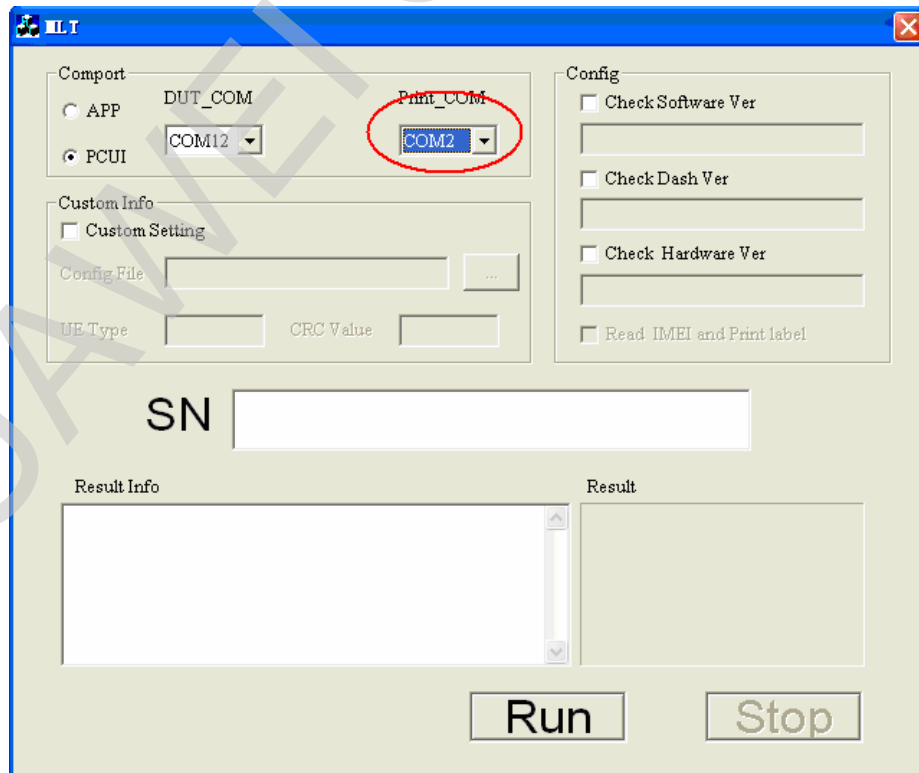 MLT
Comport
APP
DUT_COM
Print_COM
COM12
COM2
PCUI
Config
Check Software Ver
Check Dash Ver
Check Hardware Ver
Read IMEI and Print label
Custom Info
Custom Setting
Config File
...
UE Type
CRC Value
SN
Result Info
Result
Run
Stop